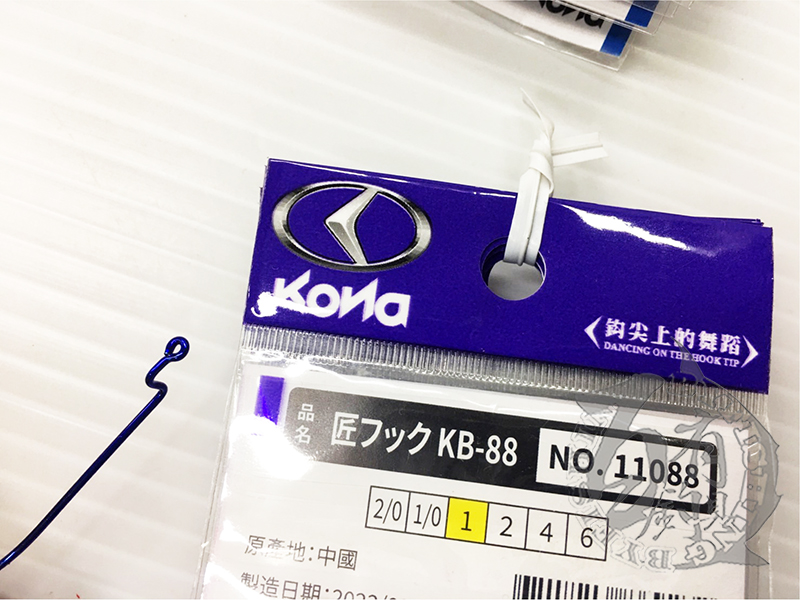 Kona
Kona
鈎尖上的舞蹈
DANCING ON THE HOOK TIP
品名
匠フック KB-88
NO. 11088
2/0 1/0 1 2 4 6
原產地：中國
製造日期：